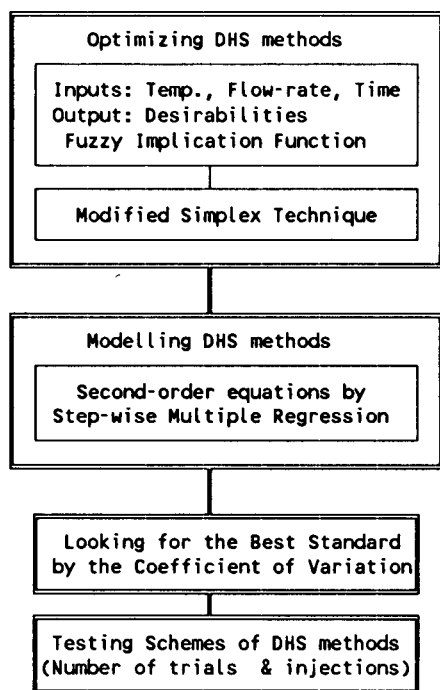 Optimizing DHS methods
Inputs: Temp., Flow-rate, Time
Output: Desirabilities
Fuzzy Implication Function
Modified Simplex Technique
Modelling DHS methods
Second-order equations by
Step-wise Multiple Regression
Looking for the Best Standard
by the Coefficient of Variation
Testing Schemes of DHS methods
(Number of trials & injections)